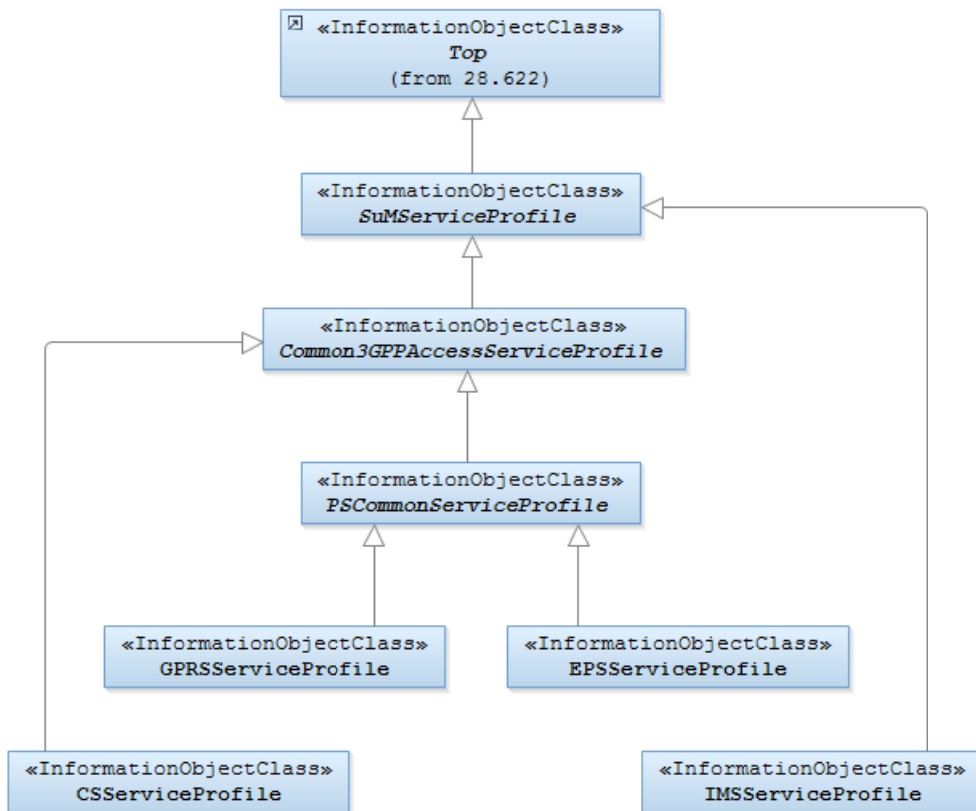 «InformationObjectClass»
Top
(from 28.622)
«InformationObjectClass»
SuMServiceProfile
«InformationObjectClass»
Common3GPPAccessServiceProfile
«InformationObjectClass»
PSCommonServiceProfile
«InformationObjectClass»
GPRSServiceProfile
«InformationObjectClass»
EPSServiceProfile
«InformationObjectClass»
CSServiceProfile
«InformationObjectClass»
IMSServiceProfile